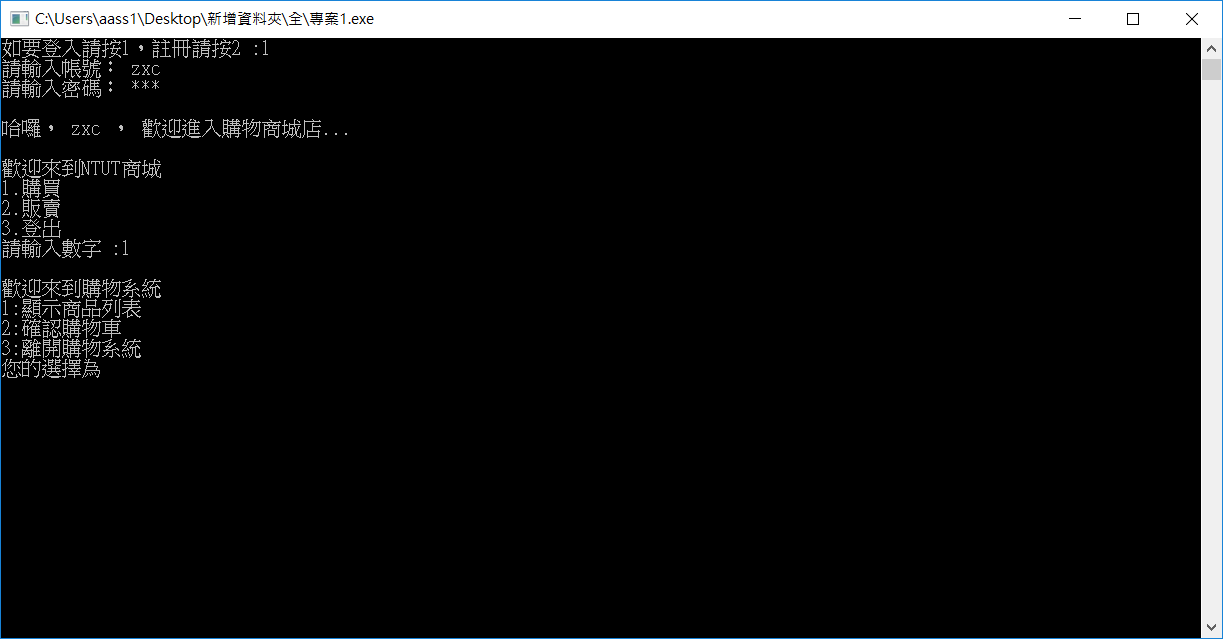 C:\Users\aass1\Desktop\新增資料夾\全\專案1.exe
如要登入請按1，註冊請按2 :1
請輸入帳號： zxc
請輸入密碼： ***
哈囉， zxc ， 歡迎進入購物商城店...
歡迎來到NTUT商城
1.購買
2.販賣
3.登出
請輸入數字 :1
歡迎來到購物系統
1:顯示商品列表
2:確認購物車
3:離開購物系統
您的選擇為